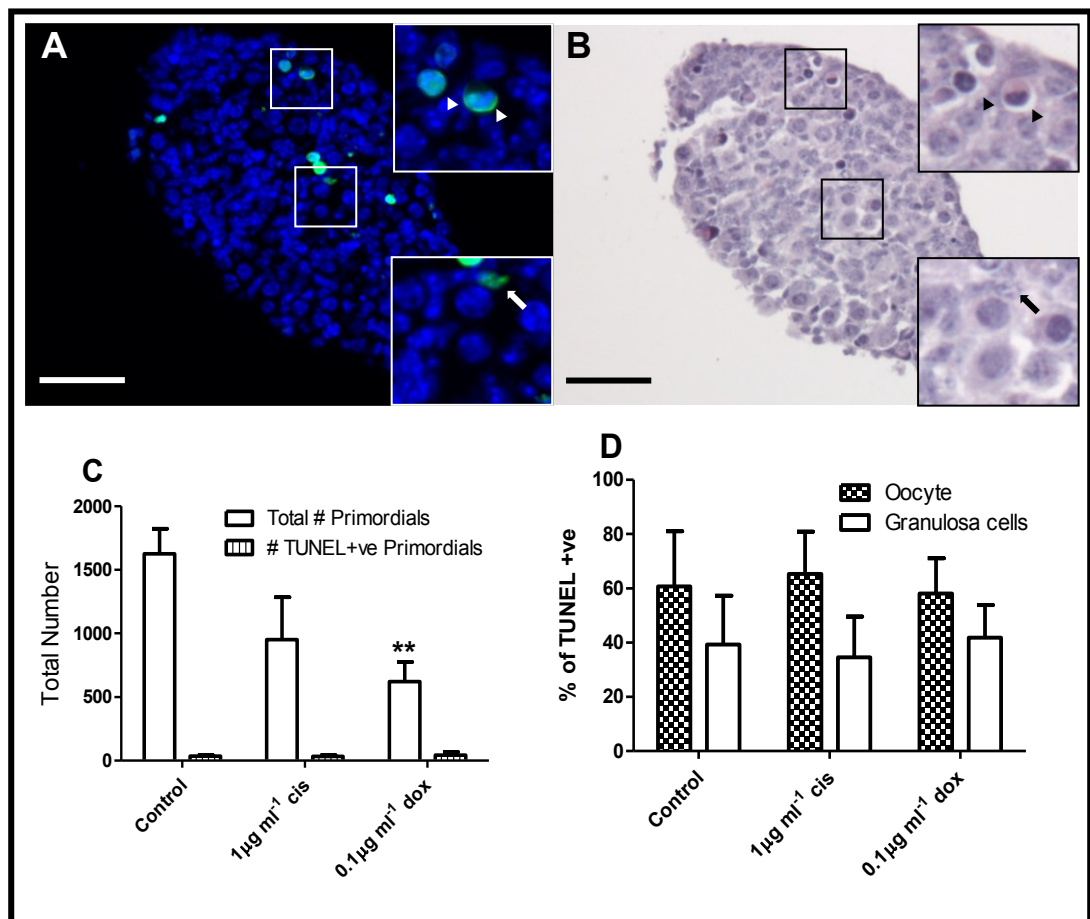 A
B
C
Total # Primordials
# TUNEL+ve Primordials
2000
1500
1000
500
0
Total Number
**
Control
1µg ml⁻¹ cis
0.1µg ml⁻¹ dox
D
Oocyte
Granulosa cells
100
80
60
40
20
0
% of TUNEL +ve
Control
1µg ml⁻¹ cis
0.1µg ml⁻¹ dox